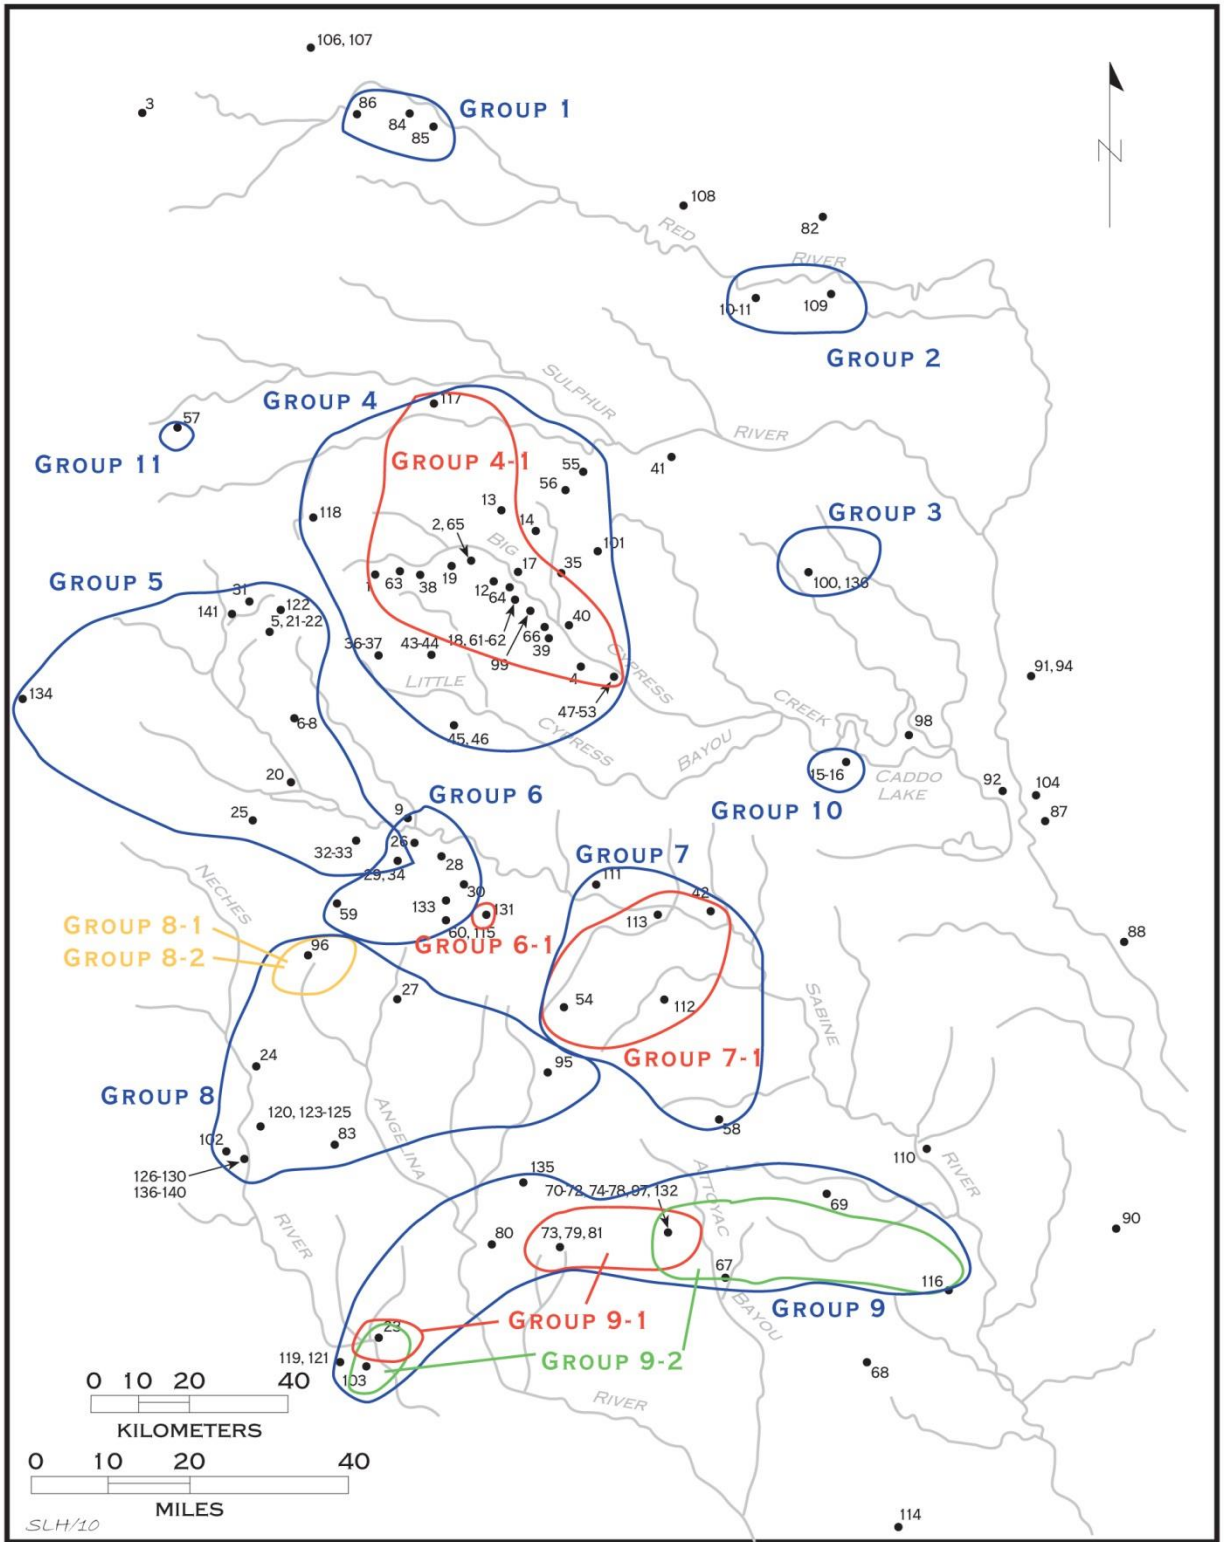 106, 107
3
86
84
85
GROUP 1
N
108
82
RED
RIVER
10-11
109
GROUP 2
SULPHUR
RIVER
GROUP 4
117
57
GROUP 11
GROUP 4-1
55
56
41
118
13
14
2, 65
BIG
GROUP 3
101
17
35
100, 136
1
63
38
19
12
64
GROUP 5
31
141
122
5, 21-22
40
36-37
43-44
18, 61-62
66
39
99
4
CYPRESS
47-53
LITTLE
CYPRESS
BAYOU
45, 46
134
6-8
91, 94
CREEK
98
15-16
CADDO
LAKE
92
104
87
GROUP 10
20
25
GROUP 6
9
26
28
32-33
29, 34
30
59
133
60, 115
131
GROUP 6-1
GROUP 7
111
113
42
NECHES
88
GROUP 8-1
GROUP 8-2
96
27
54
112
SABINE
GROUP 7-1
24
95
GROUP 8
120, 123-125
83
ANGELINA
58
102
126-130
136-140
110
RIVER
135
70-72, 74-78, 97, 132
ATTOYAC
69
90
80
73, 79, 81
RIVER
67
116
BAYOU
GROUP 9
GROUP 9-1
23
119, 121
103
GROUP 9-2
68
RIVER
0 10 20 40
KILOMETERS
0 10 20 40
MILES
SLH/10
114